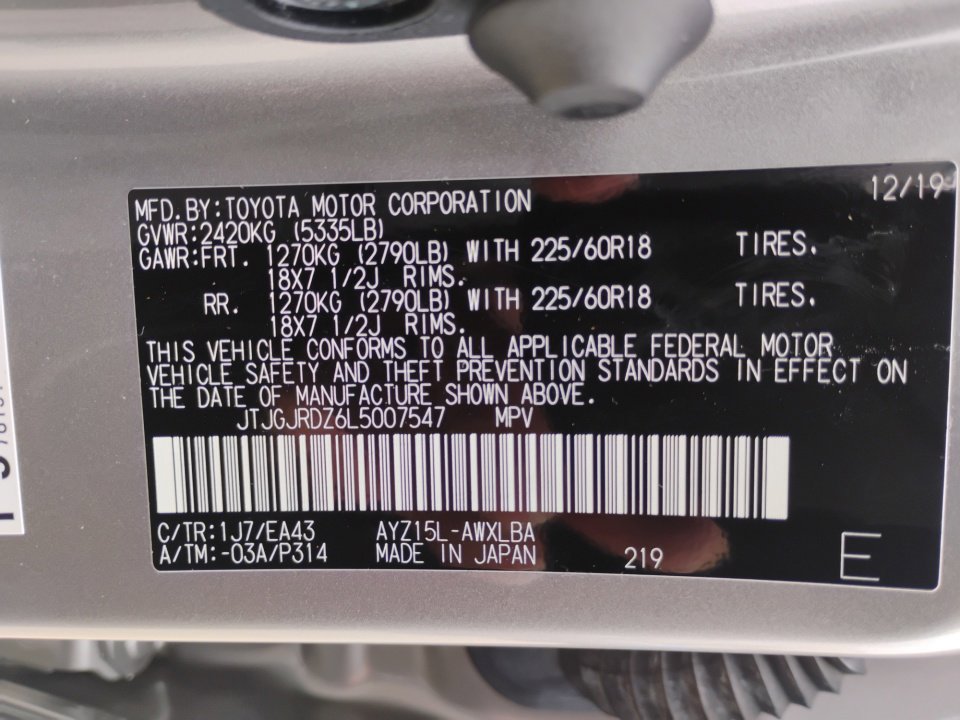 12/19
MFD.BY:TOYOTA MOTOR CORPORATION
GVWR:2420KG (5335LB)
GAWR:FRT. 1270KG (2790LB) WITH 225/60R18 TIRES.
18X7 1/2J RIMS.
RR. 1270KG (2790LB) WITH 225/60R18 TIRES.
18X7 1/2J RIMS.
THIS VEHICLE CONFORMS TO ALL APPLICABLE FEDERAL MOTOR
VEHICLE SAFETY AND THEFT PREVENTION STANDARDS IN EFFECT ON
THE DATE OF MANUFACTURE SHOWN ABOVE.
JTJGJRDZ6L5007547 MPV
C/TR:1J7/EA43 AYZ15L-AWXLBA
A/TM:-03A/P314 MADE IN JAPAN 219 E